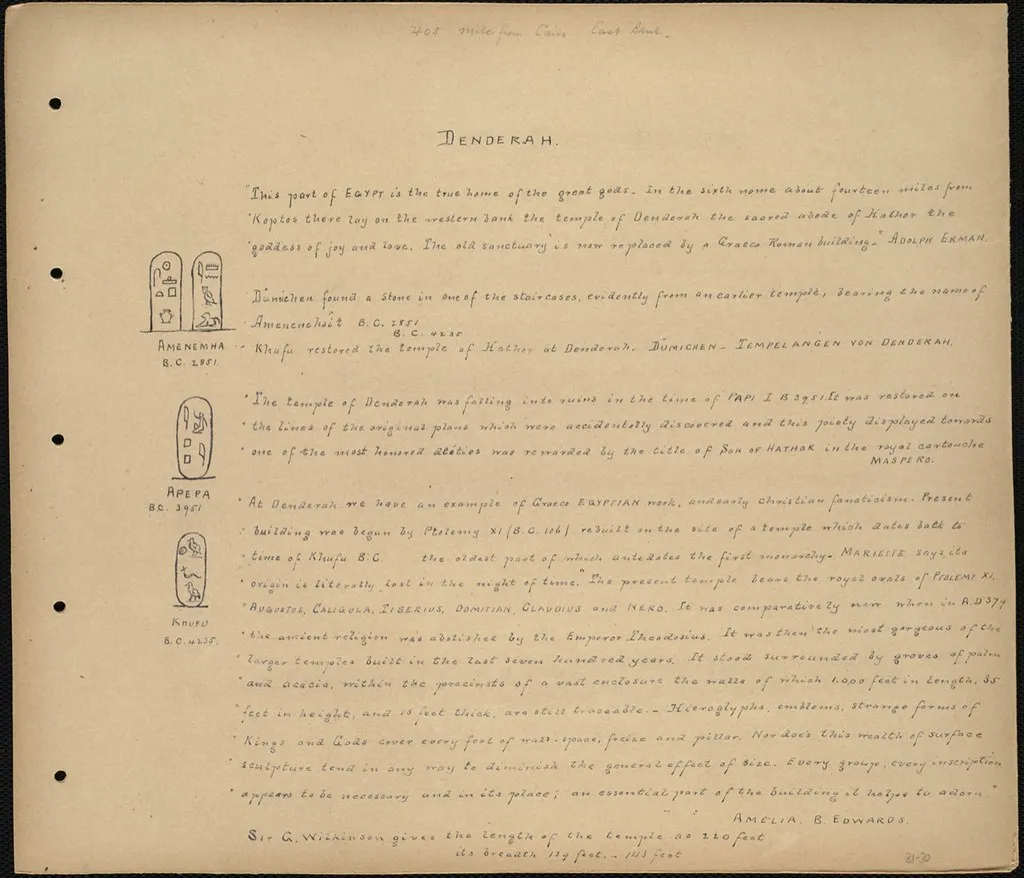 408 miles from Cairo East Bank.
DENDERAH.
"This part of EGYPT is the true home of the great gods. In the sixth nome about fourteen miles from
"Koptos there lay on the western bank the temple of Denderah the sacred abode of Hathor the
"goddess of joy and love. The old sanctuary is now replaced by a Graeco Roman building." ADOLPH ERMAN.
Dümichen found a stone in one of the staircases, evidently from an earlier temple, bearing the name of
Amenemhait B.C. 2851
B.C. 4235
Khufu restored the temple of Hathor at Denderah. DÜMICHEN - TEMPELANGEN VON DENDERAH.
AMENEMHA
B.C. 2851.
"The temple of Denderah was falling into ruins in the time of PAPI I B 3951 It was restored on
"the lines of the original plans which were accidentally discovered and this piety displayed towards
"one of the most honored dieties was rewarded by the title of SON OF HATHOR in the royal cartouche
MASPERO.
APEPA
B.C. 3951
"At Denderah we have an example of Graeco EGYPTIAN work, and early christian fanaticism. Present
"building was begun by Ptolemy XI (B.C. 106) rebuilt on the site of a temple which dates back to
"time of Khufu B.C. the oldest part of which antedates the first monarchy- MARIETTE says, its
"origin is literally lost in the night of time." The present temple bears the royal ovals of PTOLEMY XI,
"AUGUSTUS, CALIGULA, TIBERIUS, DOMITIAN, CLAUDIUS and NERO. It was comparatively new when in A.D 379
"the ancient religion was abolished by the Emperor Theodosius. It was then the most gorgeous of the
"larger temples built in the last seven hundred years. It stood surrounded by groves of palm
"and acacia, within the precincts of a vast enclosure the walls of which 1.000 feet in length, 35
"feet in height, and 15 feet thick, are still traceable. - Hieroglyphs, emblems, strange forms of
"Kings and Gods cover every foot of wall-space, freize and pillar. Nor does this wealth of surface
"sculpture tend in any way to diminish the general effect of size. Every group, every inscription
"appears to be necessary and in its place; an essential part of the building it helps to adorn."
AMELIA. B. EDWARDS.
KHUFU
B.C. 4235.
Sir G. Wilkinson gives the length of the temple as 220 feet
its breadth 139 feet. - 143 feet
31-30